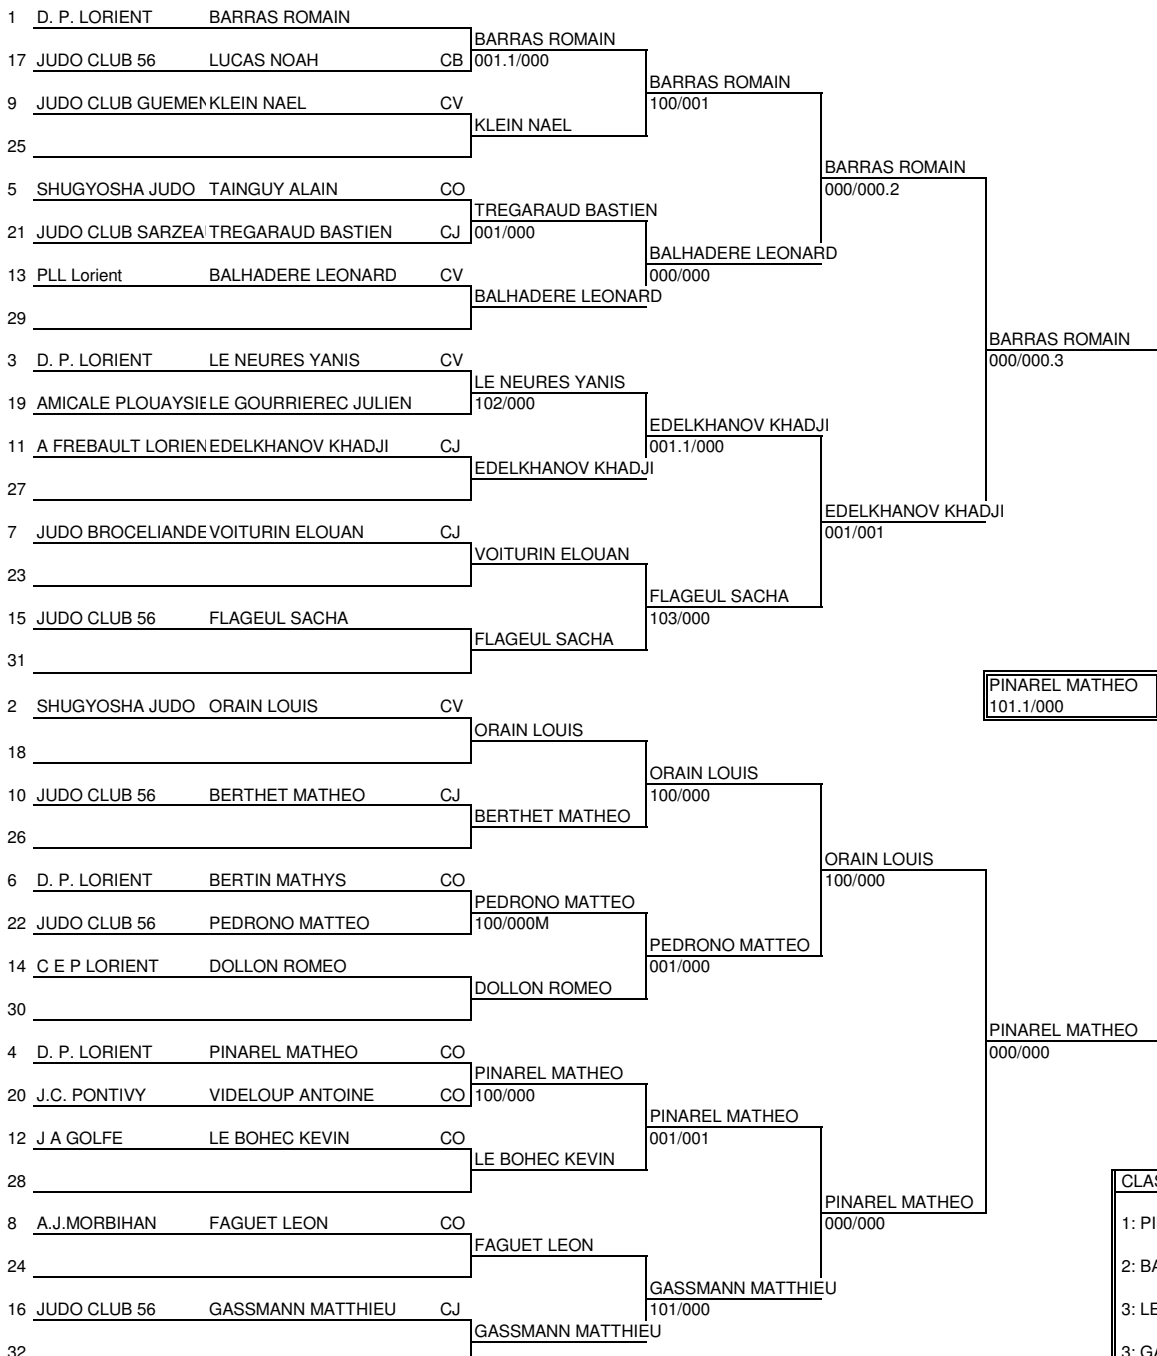 1 D. P. LORIENT BARRAS ROMAIN
BARRAS ROMAIN
17 JUDO CLUB 56 LUCAS NOAH CB 001.1/000
BARRAS ROMAIN
9 JUDO CLUB GUEMEN KLEIN NAEL CV 100/001
KLEIN NAEL
25
BARRAS ROMAIN
5 SHUGYOSHA JUDO TAINGUY ALAIN CO 000/000.2
TREGARAUD BASTIEN
21 JUDO CLUB SARZEA TREGARAUD BASTIEN CJ 001/000
BALHADERE LEONARD
13 PLL Lorient BALHADERE LEONARD CV 000/000
BALHADERE LEONARD
29
BARRAS ROMAIN
3 D. P. LORIENT LE NEURES YANIS CV 000/000.3
LE NEURES YANIS
19 AMICALE PLOUAYSIE LE GOURRIEREC JULIEN 102/000
EDELKHANOV KHADJI
11 A FREBAULT LORIEN EDELKHANOV KHADJI CJ 001.1/000
EDELKHANOV KHADJI
27
EDELKHANOV KHADJI
7 JUDO BROCELIANDE VOITURIN ELOUAN CJ 001/001
VOITURIN ELOUAN
23
FLAGEUL SACHA
15 JUDO CLUB 56 FLAGEUL SACHA 103/000
FLAGEUL SACHA
31
PINAREL MATHEO
2 SHUGYOSHA JUDO ORAIN LOUIS CV 101.1/000
ORAIN LOUIS
18
ORAIN LOUIS
10 JUDO CLUB 56 BERTHET MATHEO CJ 100/000
BERTHET MATHEO
26
ORAIN LOUIS
6 D. P. LORIENT BERTIN MATHYS CO 100/000
PEDRONO MATTEO
22 JUDO CLUB 56 PEDRONO MATTEO 100/000M
PEDRONO MATTEO
14 C E P LORIENT DOLLON ROMEO 001/000
DOLLON ROMEO
30
PINAREL MATHEO
4 D. P. LORIENT PINAREL MATHEO CO 000/000
PINAREL MATHEO
20 J.C. PONTIVY VIDELOUP ANTOINE CO 100/000
PINAREL MATHEO
12 J A GOLFE LE BOHEC KEVIN CO 001/001
LE BOHEC KEVIN
28 CLAS
PINAREL MATHEO
8 A.J.MORBIHAN FAGUET LEON CO 000/000 1: PI
FAGUET LEON
24 2: BA
GASSMANN MATTHIEU
16 JUDO CLUB 56 GASSMANN MATTHIEU CJ 101/000 3: LE
GASSMANN MATTHIEU
32 3: GA